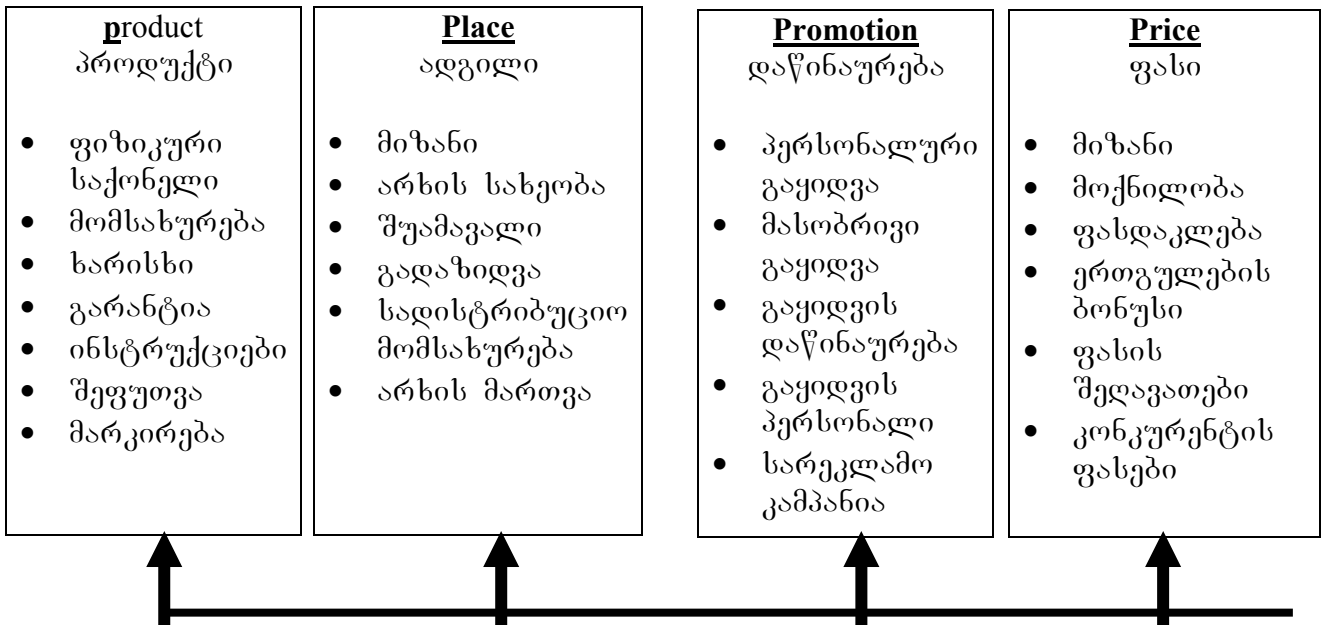 product
პროდუქტი
• ფიზიკური
საქონელი
• მომსახურება
• ხარისხი
• გარანტია
• ინსტრუქციები
• შეფუთვა
• მარკირება
Place
ადგილი
• მიზანი
• არხის სახეობა
• შუამავალი
• გადაზიდვა
• სადისტრიბუციო
მომსახურება
• არხის მართვა
Promotion
დაწინაურება
• პერსონალური
გაყიდვა
• მასობრივი
გაყიდვა
• გაყიდვის
დაწინაურება
• გაყიდვის
პერსონალი
• სარეკლამო
კამპანია
Price
ფასი
• მიზანი
• მოქნილობა
• ფასდაკლება
• ერთგულების
ბონუსი
• ფასის
შეღავათები
• კონკურენტის
ფასები